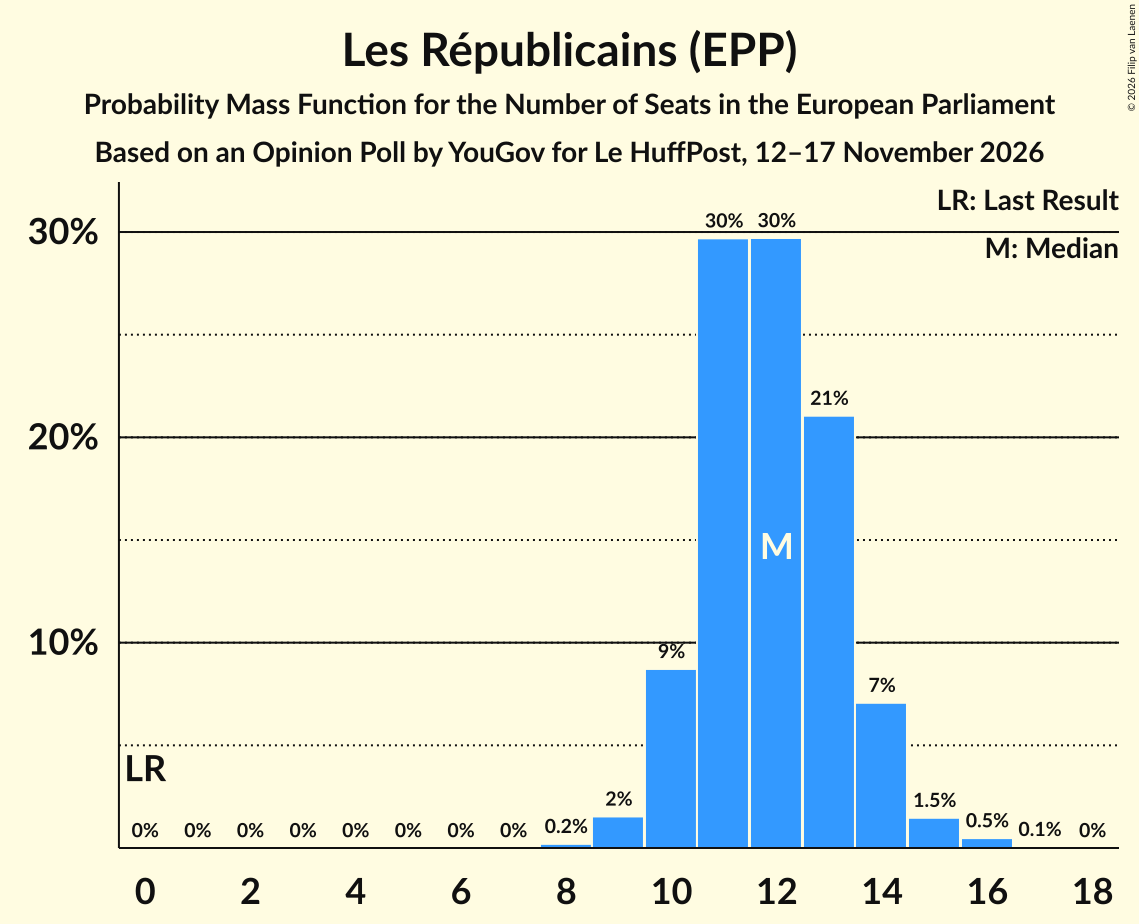 Les Républicains (EPP)
Probability Mass Function for the Number of Seats in the European Parliament
Based on an Opinion Poll by YouGov for Le HuffPost, 12–17 November 2026
© 2026 Filip van Laenen
LR: Last Result
M: Median
30%
20%
10%
30% 30%
21%
M
9%
7%
LR
0% 0% 0% 0% 0% 0% 0% 0% 0.2% 2% 1.5% 0.5% 0.1% 0%
0 2 4 6 8 10 12 14 16 18